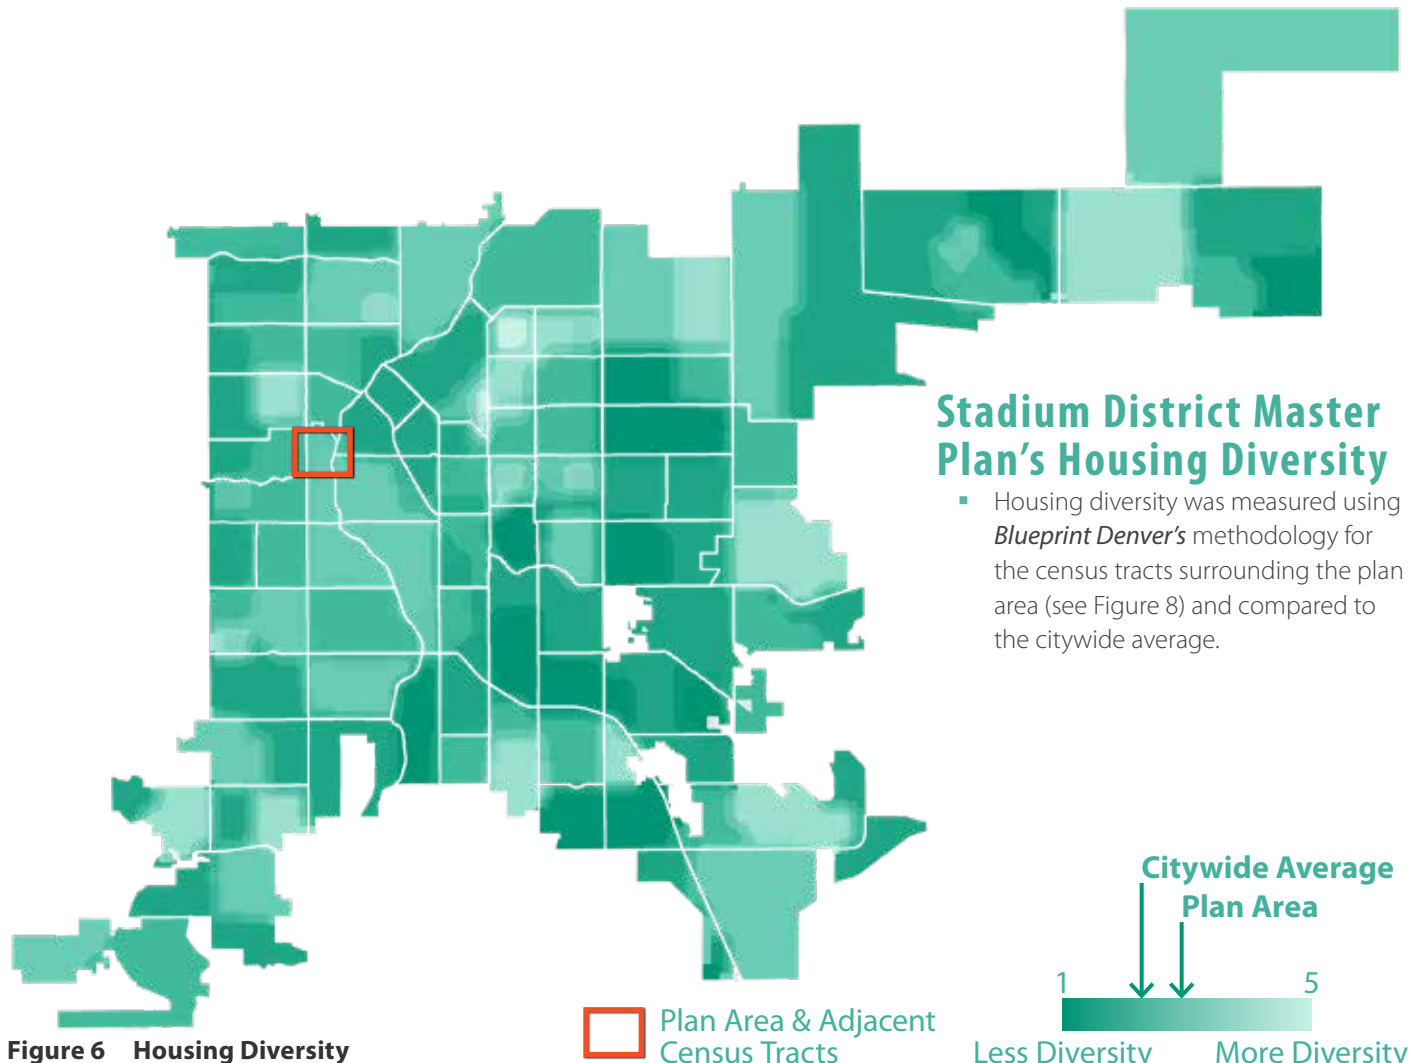 Stadium District Master
Plan's Housing Diversity
▪ Housing diversity was measured using
Blueprint Denver's methodology for
the census tracts surrounding the plan
area (see Figure 8) and compared to
the citywide average.
Citywide Average
Plan Area
1 5
Less Diversity More Diversity
Plan Area & Adjacent
Census Tracts
Figure 6 Housing Diversity